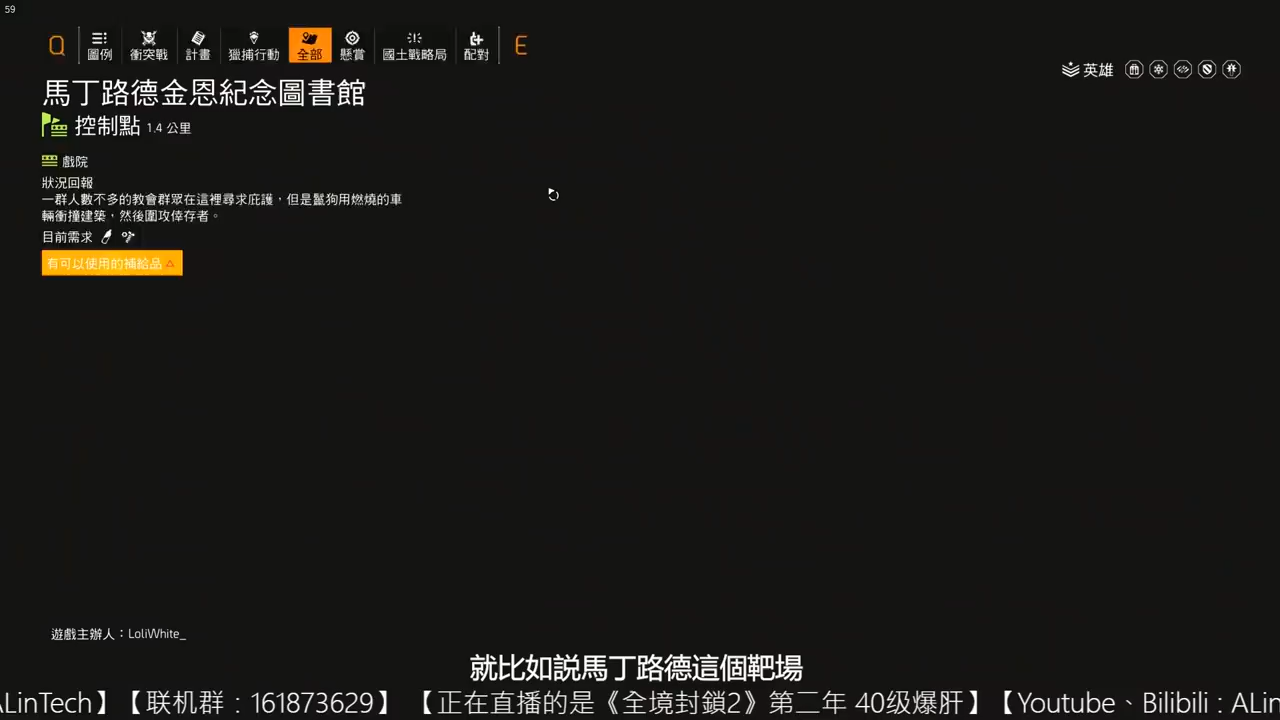 59
Q 圖例 衝突戰 計畫 獵捕行動 全部 懸賞 國土戰略局 配對 E
英雄
馬丁路德金恩紀念圖書館
控制點 1.4 公里
戲院
狀況回報
一群人數不多的教會群眾在這裡尋求庇護，但是鬣狗用燃燒的車
輛衝撞建築，然後圍攻倖存者。
目前需求
有可以使用的補給品
遊戲主辦人：LoliWhite_
就比如説馬丁路德這個靶場
ALinTech】【联机群：161873629】 【正在直播的是《全境封鎖2》第二年 40级爆肝】【Youtube、Bilibili : ALin